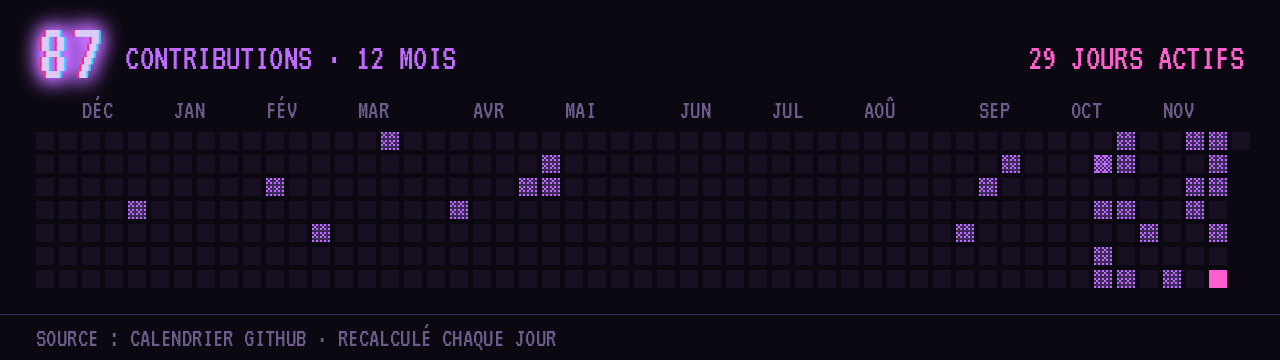 87 CONTRIBUTIONS · 12 MOIS 29 JOURS ACTIFS
DÉC JAN FÉV MAR AVR MAI JUN JUL AOÛ SEP OCT NOV
SOURCE : CALENDRIER GITHUB · RECALCULÉ CHAQUE JOUR